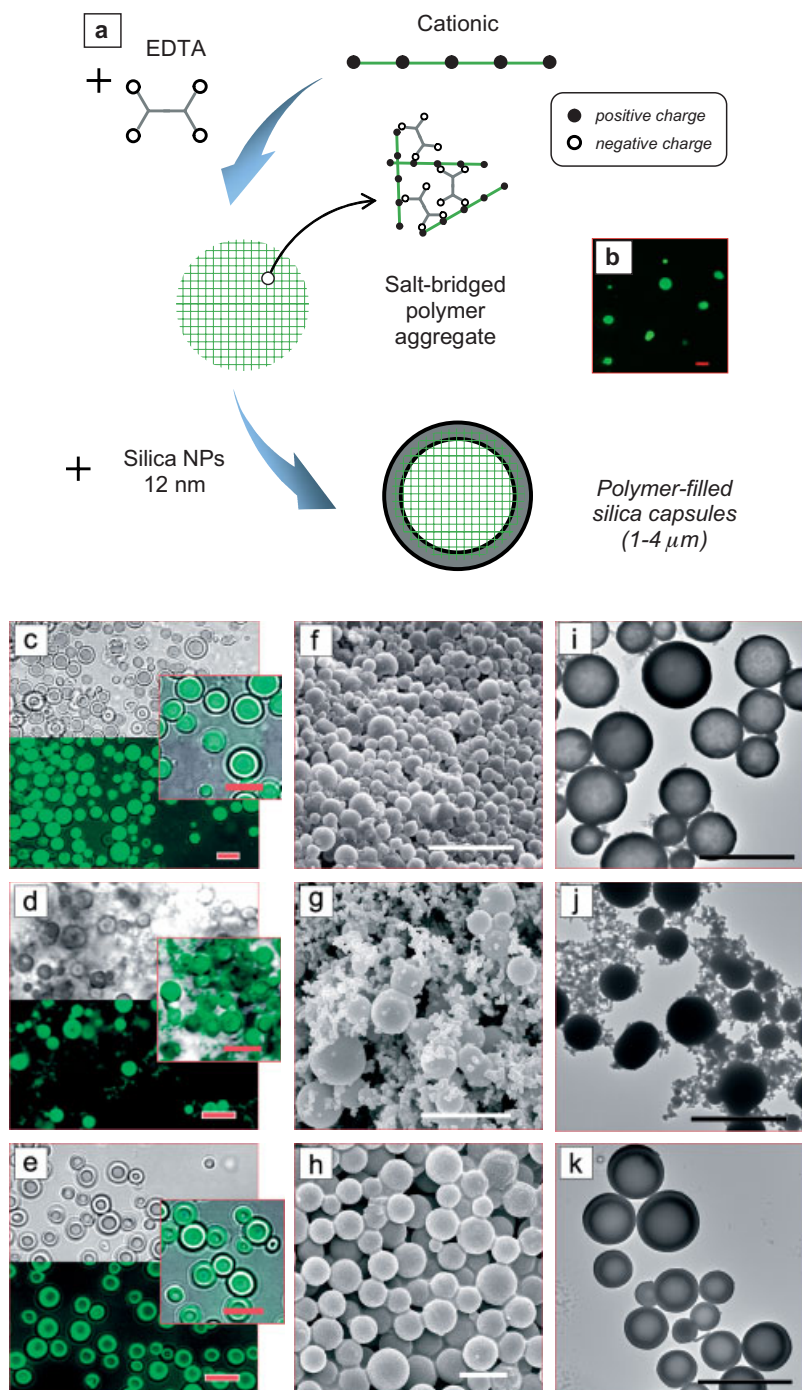 a
EDTA
+
Cationic
positive charge
negative charge
Salt-bridged
polymer
aggregate
b
+
Silica NPs
12 nm
Polymer-filled
silica capsules
(1-4 μm)
c
f
i
d
g
j
e
h
k